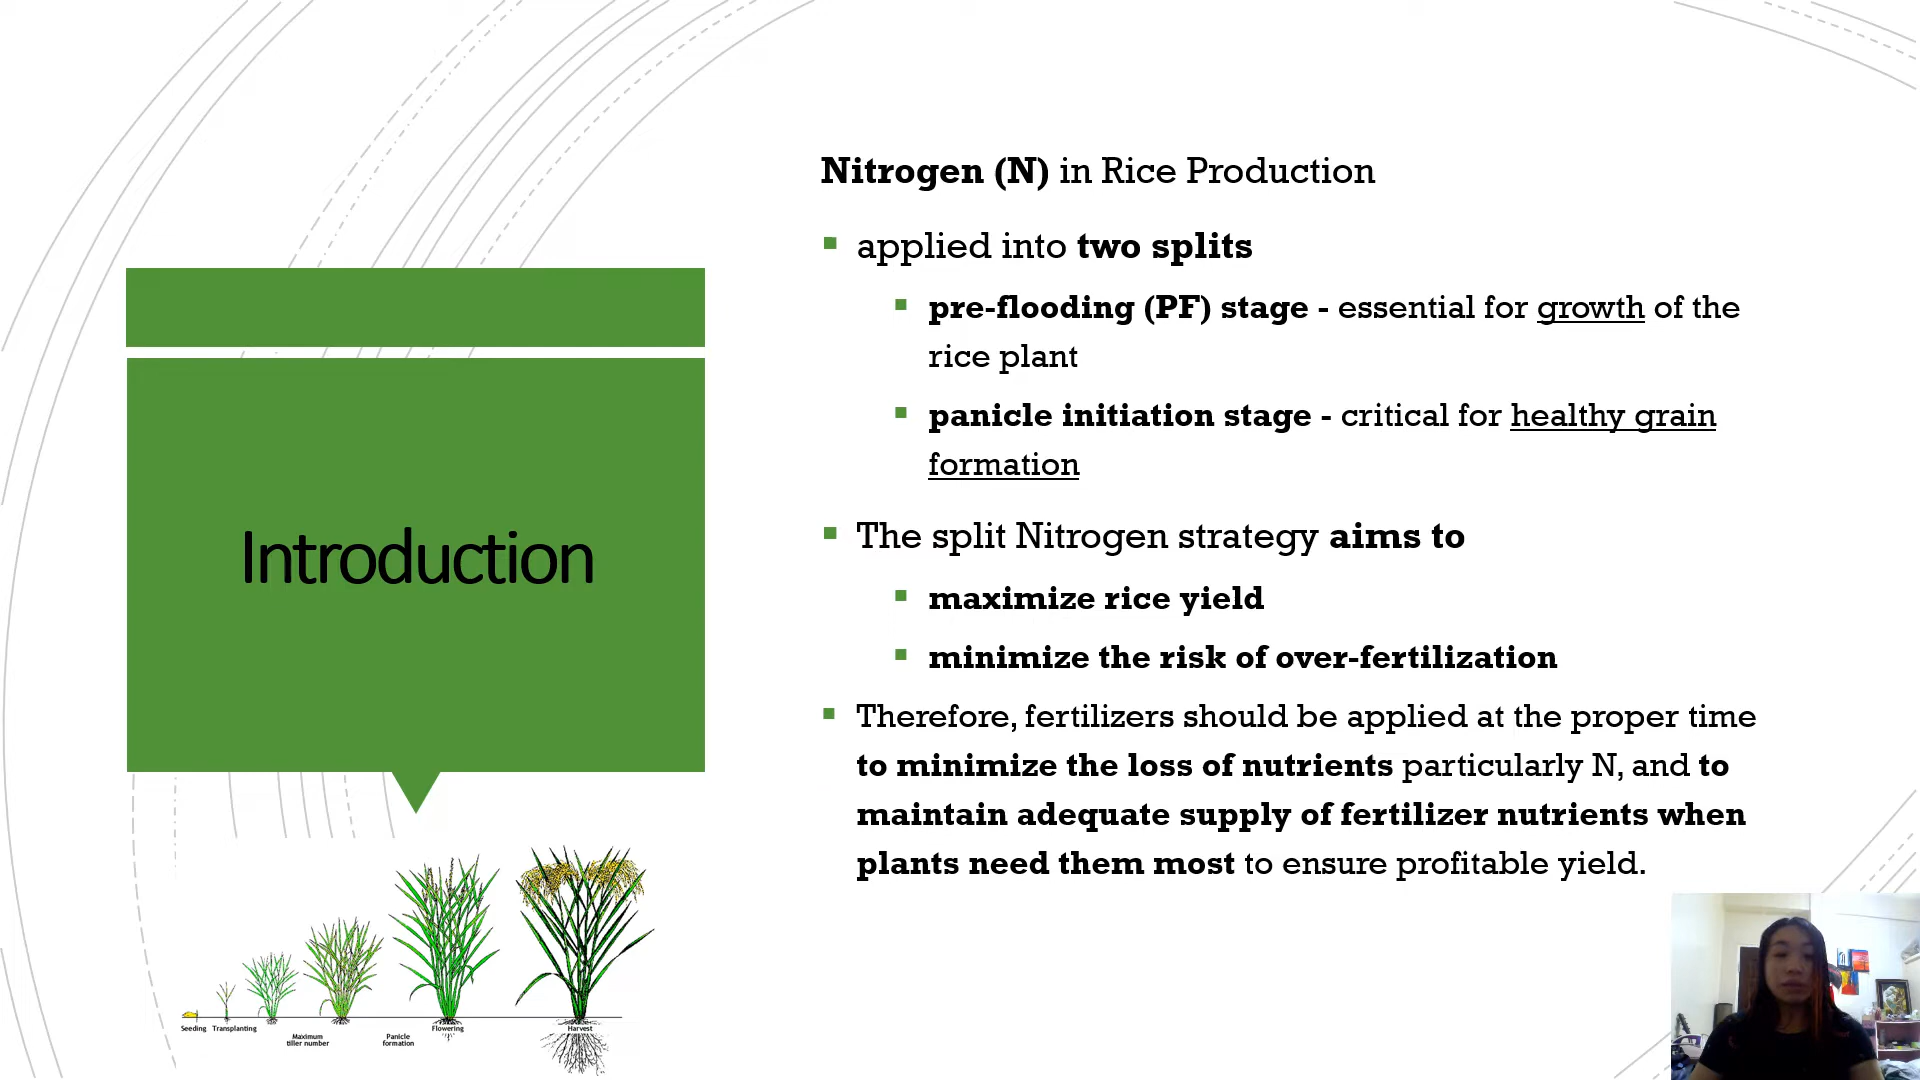 Introduction
Nitrogen (N) in Rice Production
applied into two splits
pre-flooding (PF) stage - essential for growth of the
rice plant
panicle initiation stage - critical for healthy grain
formation
The split Nitrogen strategy aims to
maximize rice yield
minimize the risk of over-fertilization
Therefore, fertilizers should be applied at the proper time
to minimize the loss of nutrients particularly N, and to
maintain adequate supply of fertilizer nutrients when
plants need them most to ensure profitable yield.
Seeding
Transplanting
Maximum
tiller number
Panicle
formation
Flowering
Harvest